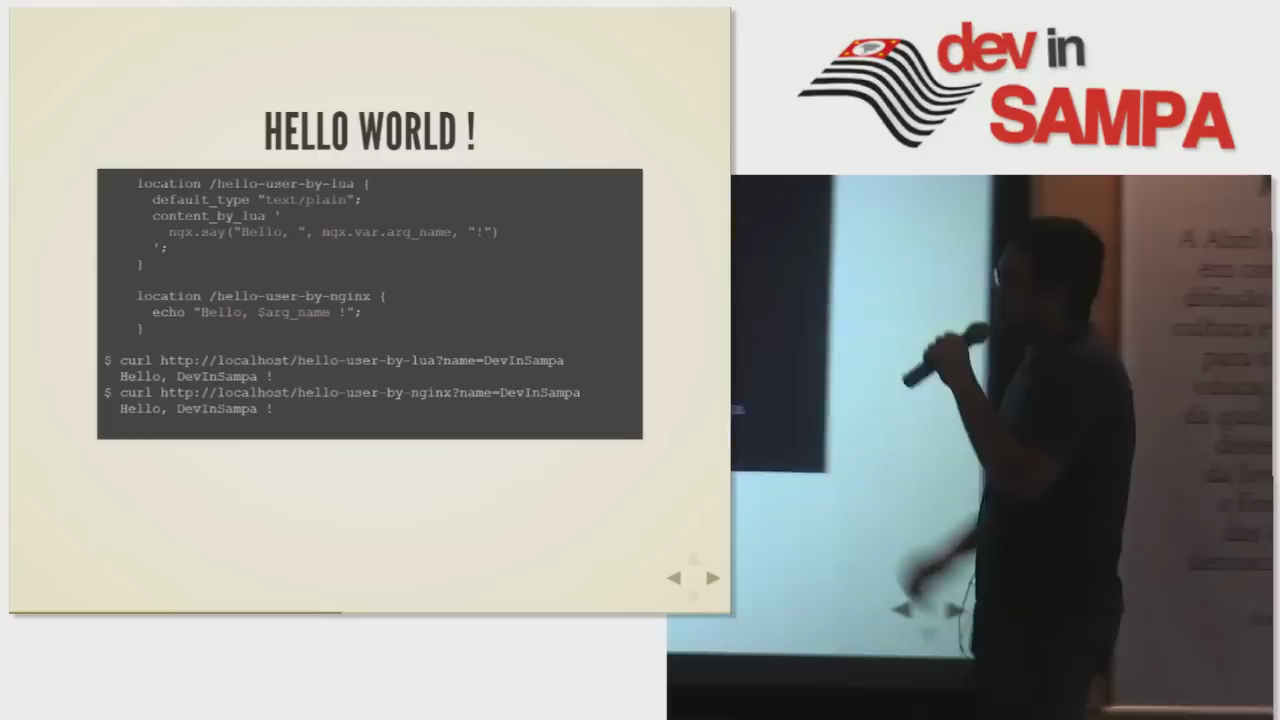 HELLO WORLD !
location /hello-user-by-lua {
default_type "text/plain";
content_by_lua '
ngx.say("Hello, ", ngx.var.arg_name, "!")
';
}
location /hello-user-by-nginx {
echo "Hello, $arg_name !";
}
$ curl http://localhost/hello-user-by-lua?name=DevInSampa
Hello, DevInSampa !
$ curl http://localhost/hello-user-by-nginx?name=DevInSampa
Hello, DevInSampa !
dev in
SAMPA
A Abril